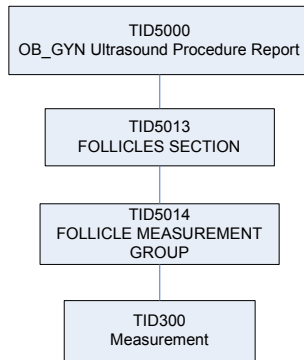 TID5000
OB_GYN Ultrasound Procedure Report
TID5013
FOLLICLES SECTION
TID5014
FOLLICLE MEASUREMENT
GROUP
TID300
Measurement